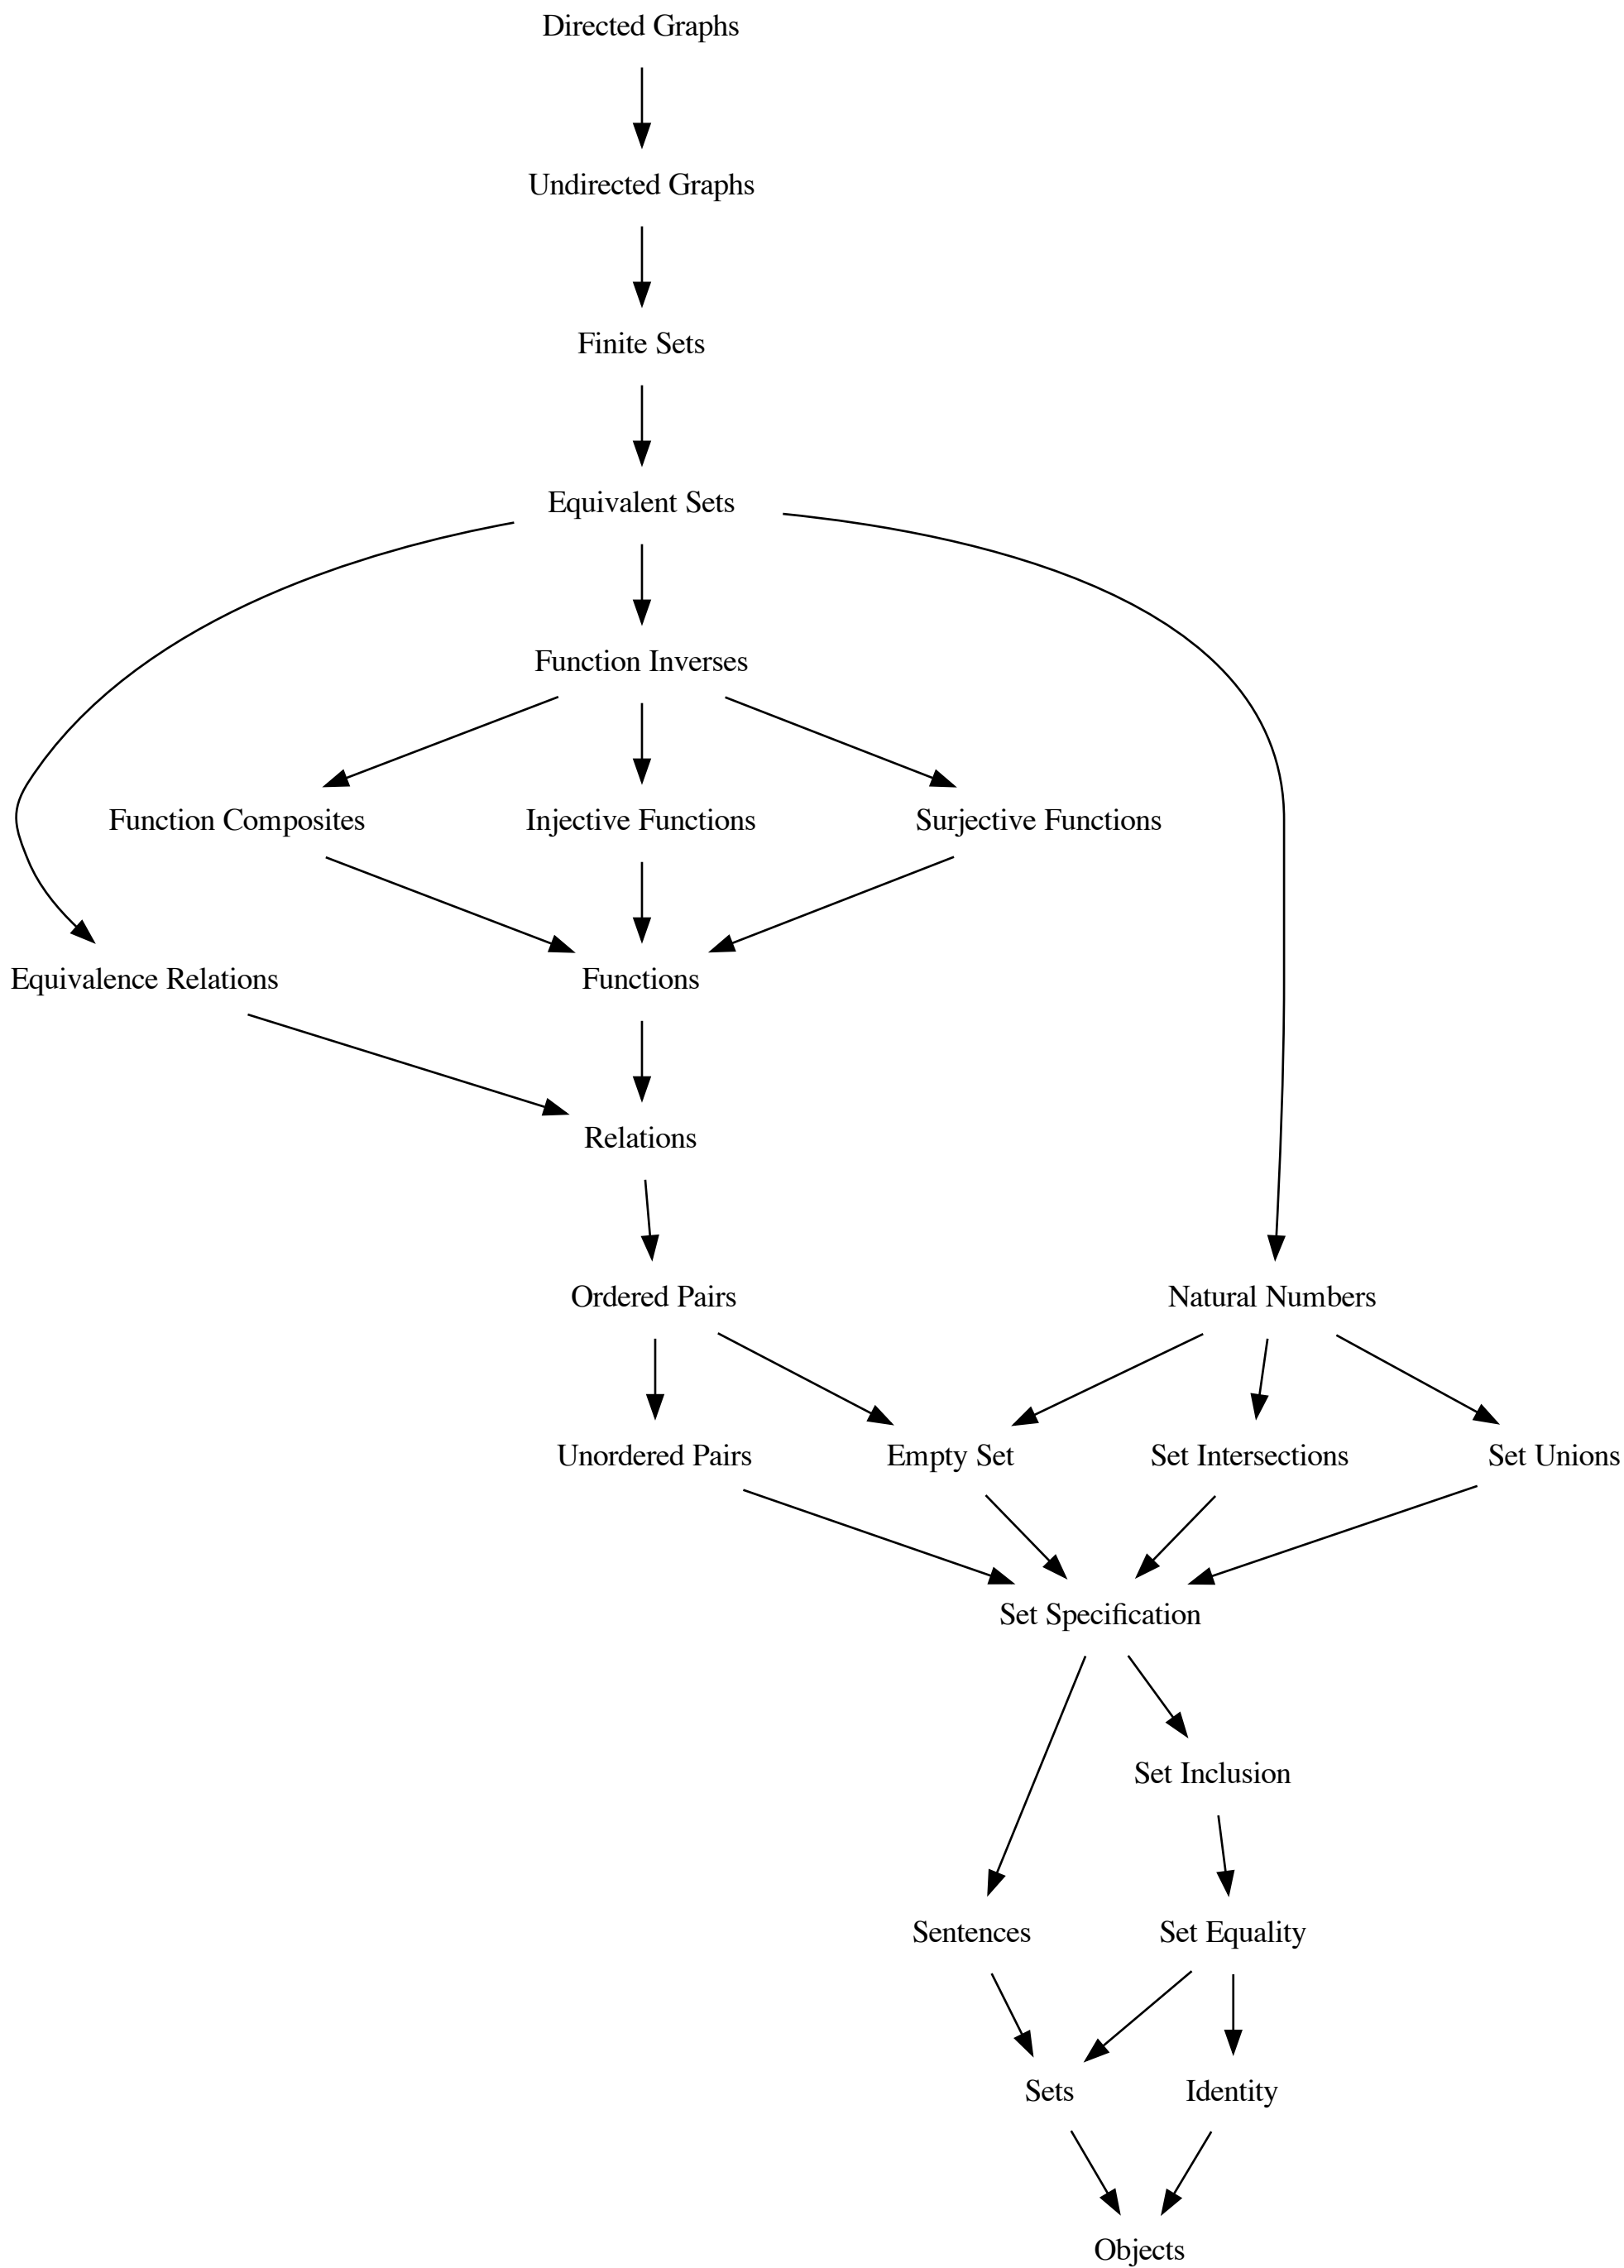 Directed Graphs
Undirected Graphs
Finite Sets
Equivalent Sets
Function Inverses
Function Composites
Injective Functions
Surjective Functions
Equivalence Relations
Functions
Relations
Ordered Pairs
Natural Numbers
Unordered Pairs
Empty Set
Set Intersections
Set Unions
Set Specification
Set Inclusion
Sentences
Set Equality
Sets
Identity
Objects